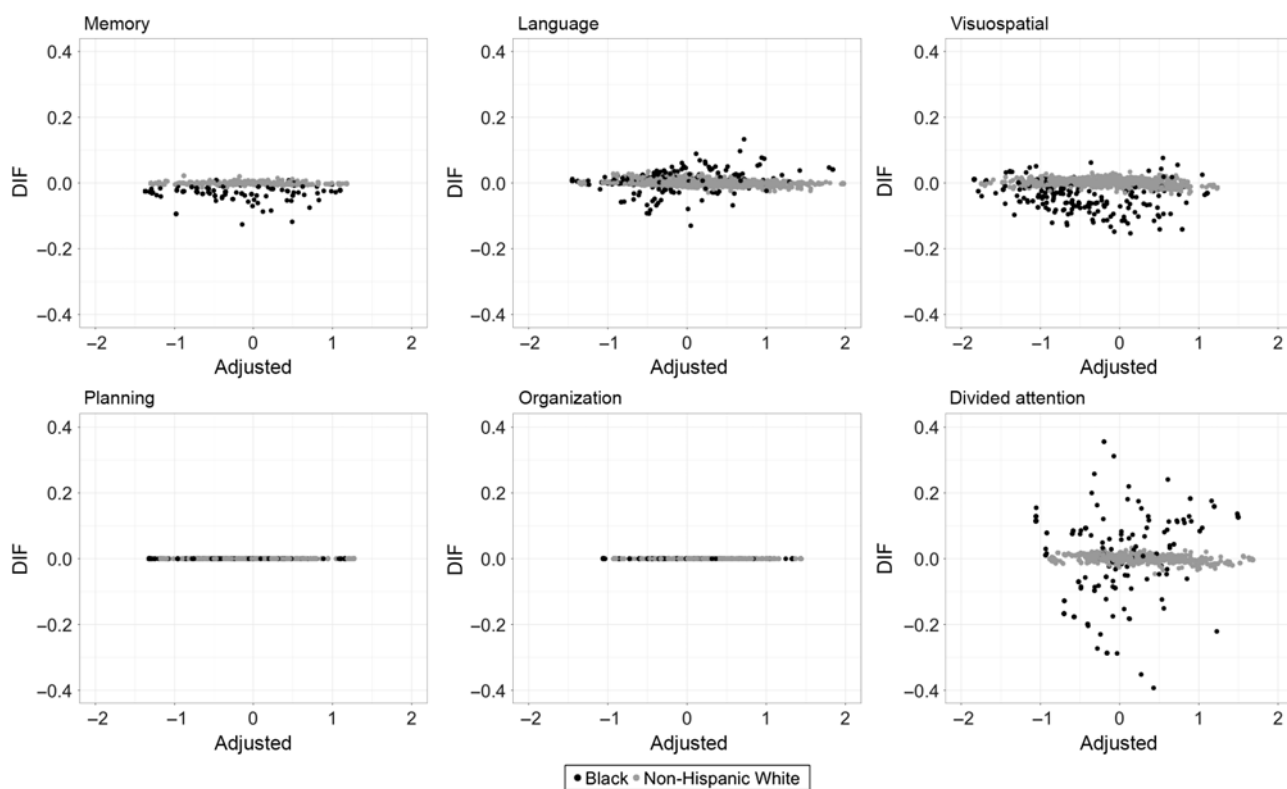 Memory
Language
Visuospatial
0.4
0.2
0.0
−0.2
−0.4
DIF
−2 −1 0 1 2
Adjusted
0.4
0.2
0.0
−0.2
−0.4
DIF
−2 −1 0 1 2
Adjusted
0.4
0.2
0.0
−0.2
−0.4
DIF
−2 −1 0 1 2
Adjusted
Planning
Organization
Divided attention
0.4
0.2
0.0
−0.2
−0.4
DIF
−2 −1 0 1 2
Adjusted
0.4
0.2
0.0
−0.2
−0.4
DIF
−2 −1 0 1 2
Adjusted
0.4
0.2
0.0
−0.2
−0.4
DIF
−2 −1 0 1 2
Adjusted
Black Non-Hispanic White